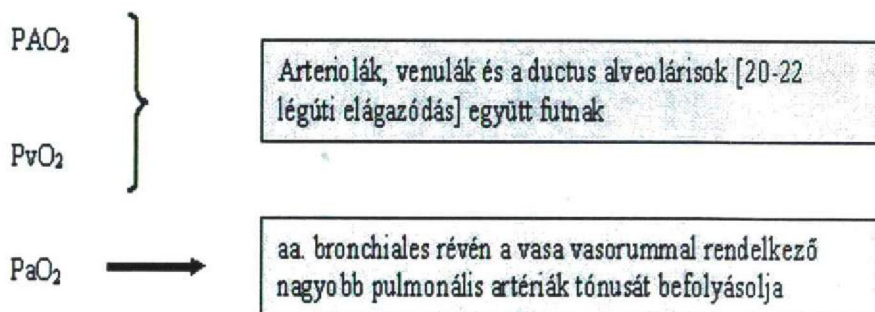 PAO₂
Arteriolák, venulák és a ductus alveolárisok [20-22
légúti elágazódás] együtt futnak
PvO₂
PaO₂
aa. bronchiales révén a vasa vasorummal rendelkező
nagyobb pulmonális artériák tónusát befolyásolja